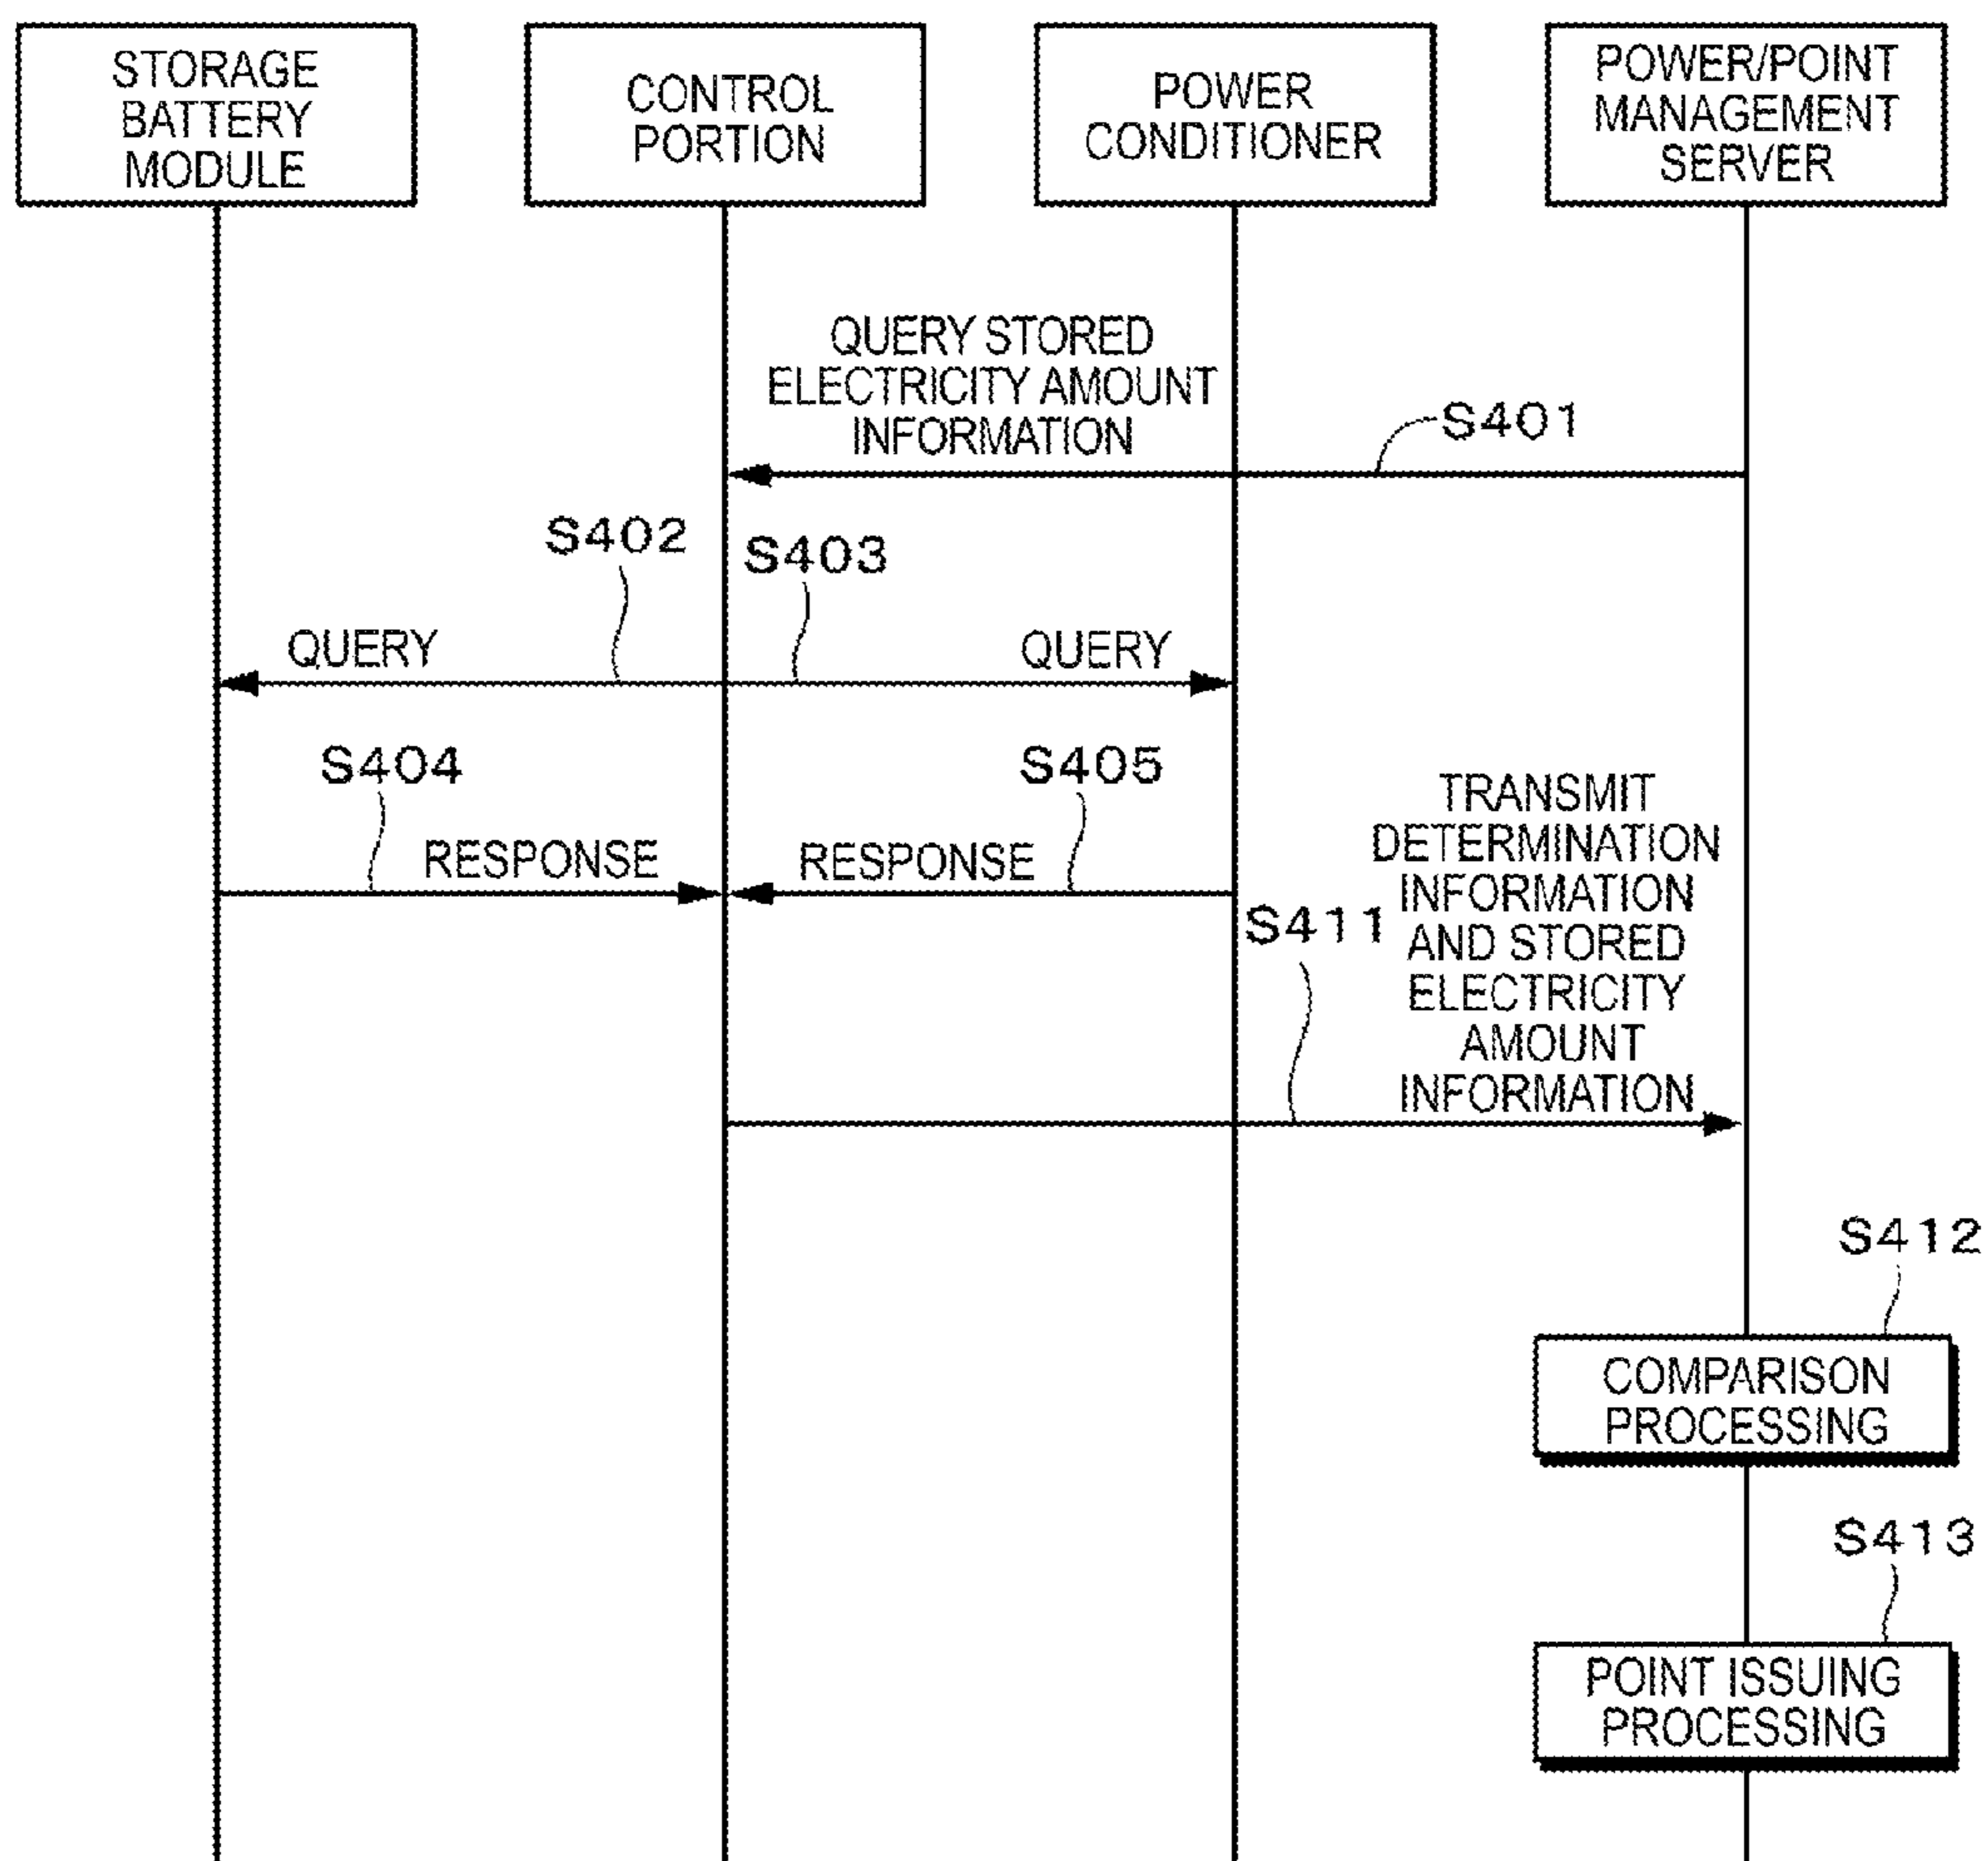 STORAGE
BATTERY
MODULE
CONTROL
PORTION
POWER
CONDITIONER
POWER/POINT
MANAGEMENT
SERVER
QUERY STORED
ELECTRICITY AMOUNT
INFORMATION
S401
S402
S403
QUERY
QUERY
S404
S405
RESPONSE
RESPONSE
S411
TRANSMIT
DETERMINATION
INFORMATION
AND STORED
ELECTRICITY
AMOUNT
INFORMATION
S412
COMPARISON
PROCESSING
S413
POINT ISSUING
PROCESSING